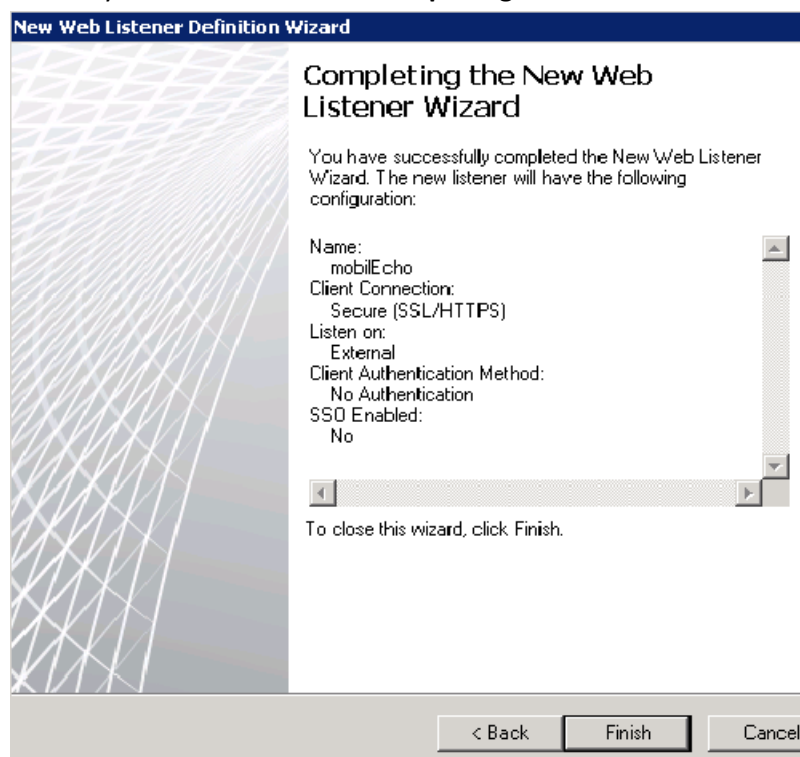 New Web Listener Definition Wizard
Completing the New Web
Listener Wizard
You have successfully completed the New Web Listener
Wizard. The new listener will have the following
configuration:
Name:
mobilEcho
Client Connection:
Secure (SSL/HTTPS)
Listen on:
External
Client Authentication Method:
No Authentication
SSO Enabled:
No
To close this wizard, click Finish.
< Back
Finish
Cancel